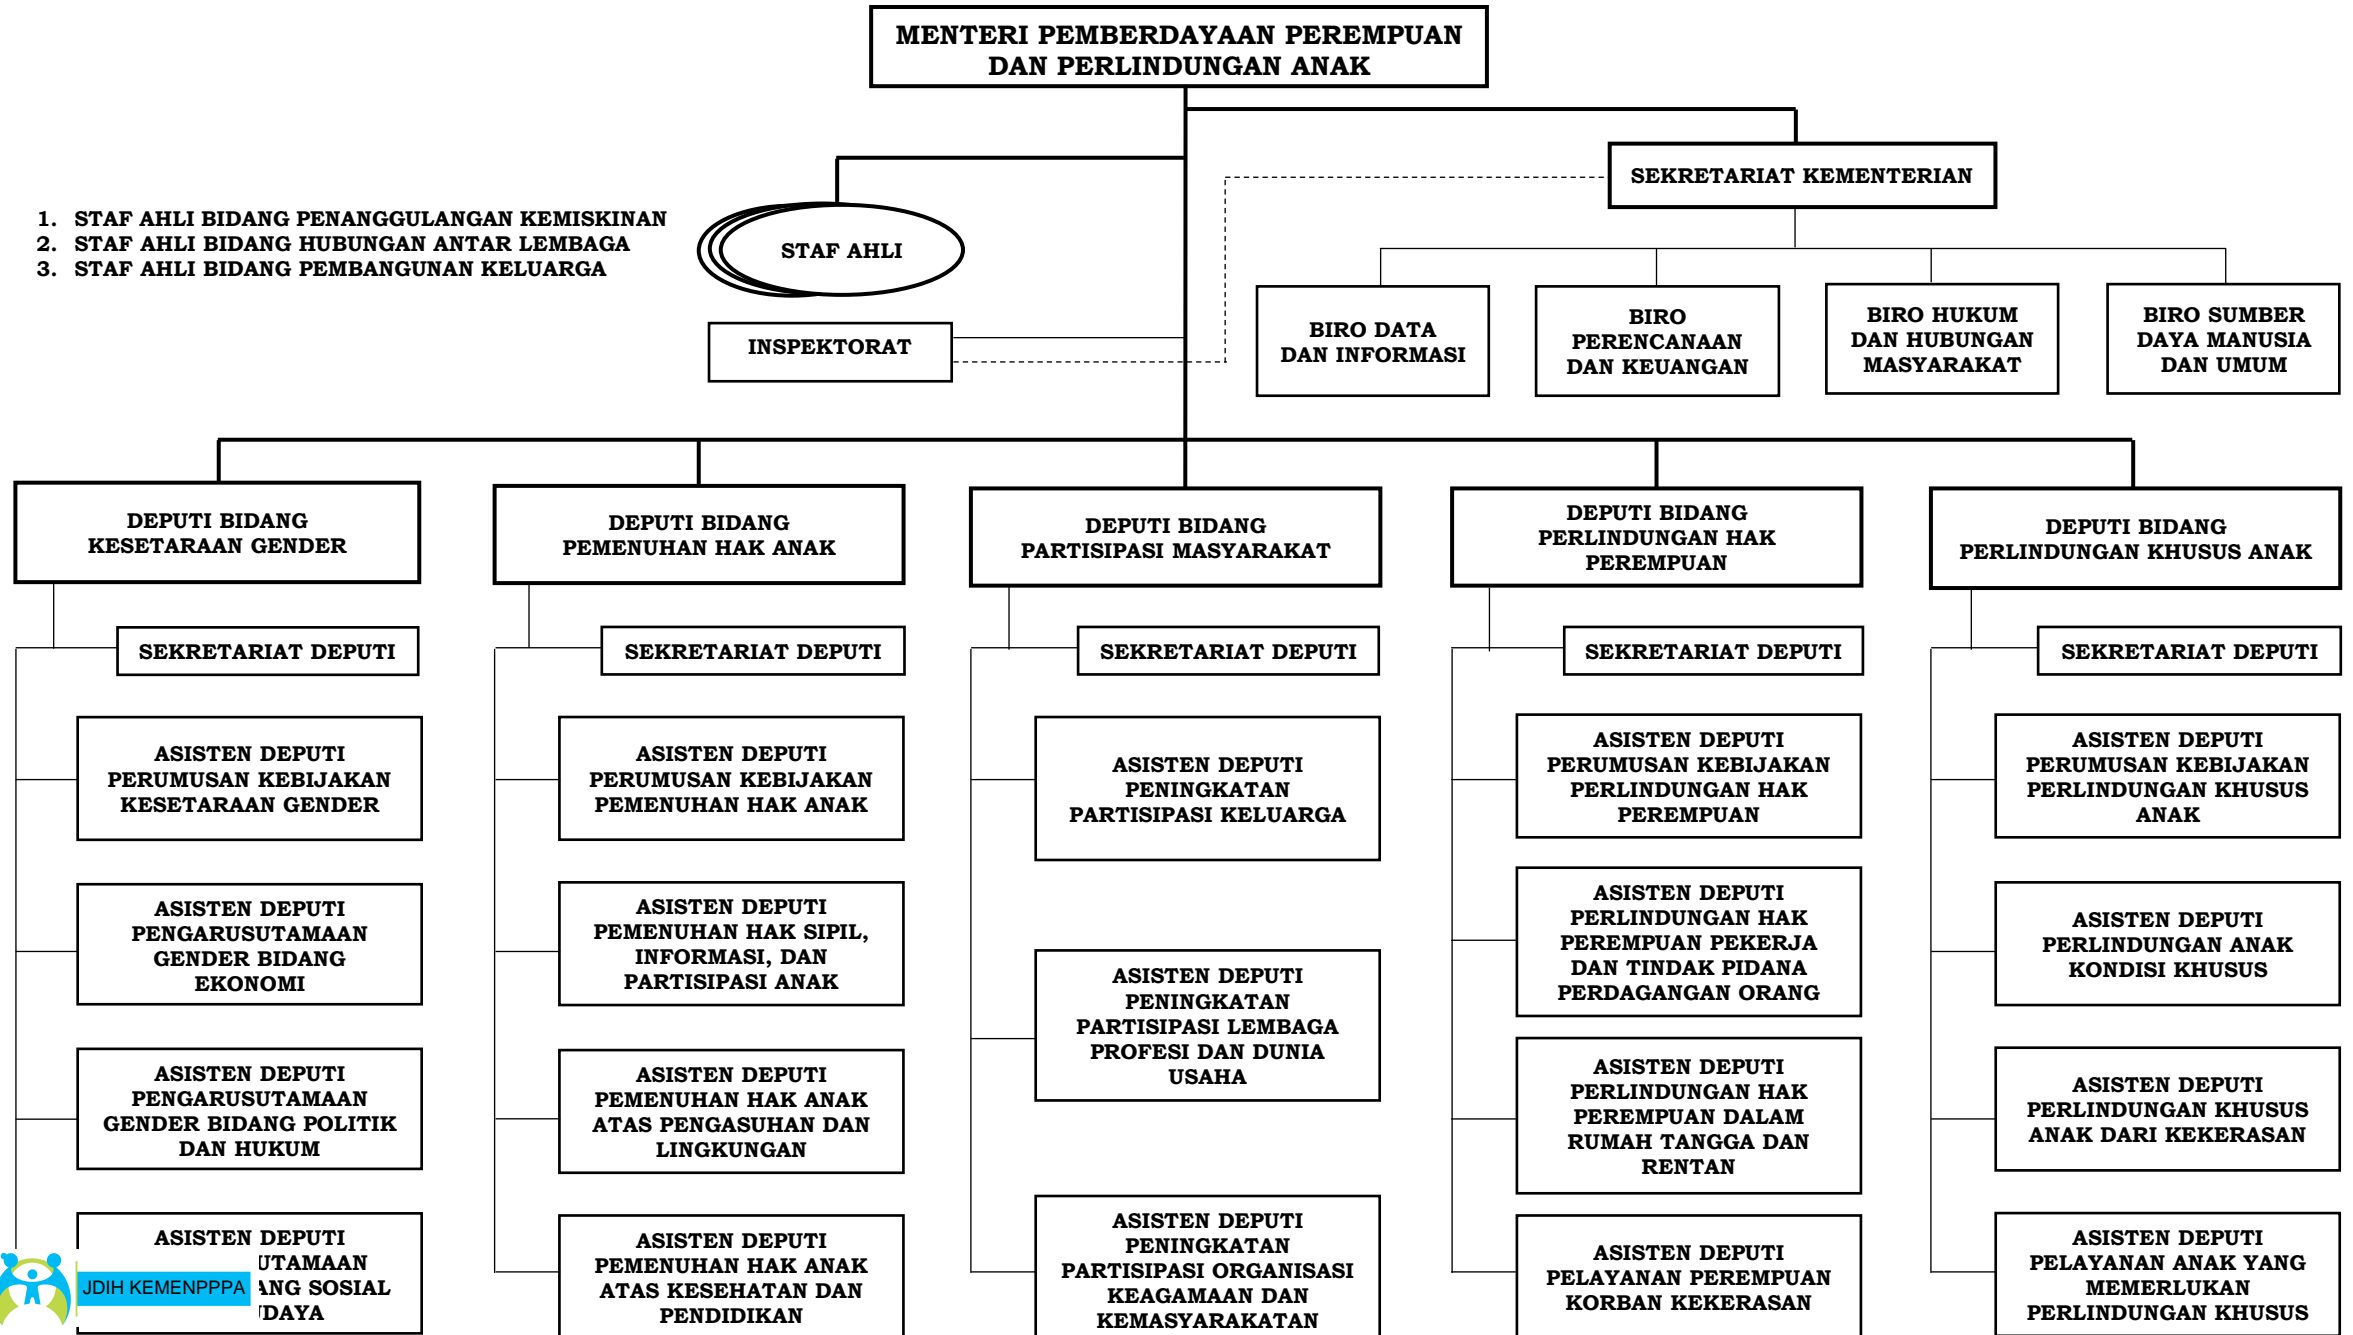 MENTERI PEMBERDAYAAN PEREMPUAN
DAN PERLINDUNGAN ANAK
SEKRETARIAT KEMENTERIAN
1. STAF AHLI BIDANG PENANGGULANGAN KEMISKINAN
2. STAF AHLI BIDANG HUBUNGAN ANTAR LEMBAGA
3. STAF AHLI BIDANG PEMBANGUNAN KELUARGA
STAF AHLI
INSPEKTORAT
BIRO DATA
DAN INFORMASI
BIRO
PERENCANAAN
DAN KEUANGAN
BIRO HUKUM
DAN HUBUNGAN
MASYARAKAT
BIRO SUMBER
DAYA MANUSIA
DAN UMUM
DEPUTI BIDANG
KESETARAAN GENDER
SEKRETARIAT DEPUTI
ASISTEN DEPUTI
PERUMUSAN KEBIJAKAN
KESETARAAN GENDER
ASISTEN DEPUTI
PENGARUSUTAMAAN
GENDER BIDANG
EKONOMI
ASISTEN DEPUTI
PENGARUSUTAMAAN
GENDER BIDANG POLITIK
DAN HUKUM
ASISTEN DEPUTI
UTAMAAN
ANG SOSIAL
DAYA
JDIH KEMENPPPA
DEPUTI BIDANG
PEMENUHAN HAK ANAK
SEKRETARIAT DEPUTI
ASISTEN DEPUTI
PERUMUSAN KEBIJAKAN
PEMENUHAN HAK ANAK
ASISTEN DEPUTI
PEMENUHAN HAK SIPIL,
INFORMASI, DAN
PARTISIPASI ANAK
ASISTEN DEPUTI
PEMENUHAN HAK ANAK
ATAS PENGASUHAN DAN
LINGKUNGAN
ASISTEN DEPUTI
PEMENUHAN HAK ANAK
ATAS KESEHATAN DAN
PENDIDIKAN
DEPUTI BIDANG
PARTISIPASI MASYARAKAT
SEKRETARIAT DEPUTI
ASISTEN DEPUTI
PENINGKATAN
PARTISIPASI KELUARGA
ASISTEN DEPUTI
PENINGKATAN
PARTISIPASI LEMBAGA
PROFESI DAN DUNIA
USAHA
ASISTEN DEPUTI
PENINGKATAN
PARTISIPASI ORGANISASI
KEAGAMAAN DAN
KEMASYARAKATAN
DEPUTI BIDANG
PERLINDUNGAN HAK
PEREMPUAN
SEKRETARIAT DEPUTI
ASISTEN DEPUTI
PERUMUSAN KEBIJAKAN
PERLINDUNGAN HAK
PEREMPUAN
ASISTEN DEPUTI
PERLINDUNGAN HAK
PEREMPUAN PEKERJA
DAN TINDAK PIDANA
PERDAGANGAN ORANG
ASISTEN DEPUTI
PERLINDUNGAN HAK
PEREMPUAN DALAM
RUMAH TANGGA DAN
RENTAN
ASISTEN DEPUTI
PELAYANAN PEREMPUAN
KORBAN KEKERASAN
DEPUTI BIDANG
PERLINDUNGAN KHUSUS ANAK
SEKRETARIAT DEPUTI
ASISTEN DEPUTI
PERUMUSAN KEBIJAKAN
PERLINDUNGAN KHUSUS
ANAK
ASISTEN DEPUTI
PERLINDUNGAN ANAK
KONDISI KHUSUS
ASISTEN DEPUTI
PERLINDUNGAN KHUSUS
ANAK DARI KEKERASAN
ASISTEN DEPUTI
PELAYANAN ANAK YANG
MEMERLUKAN
PERLINDUNGAN KHUSUS